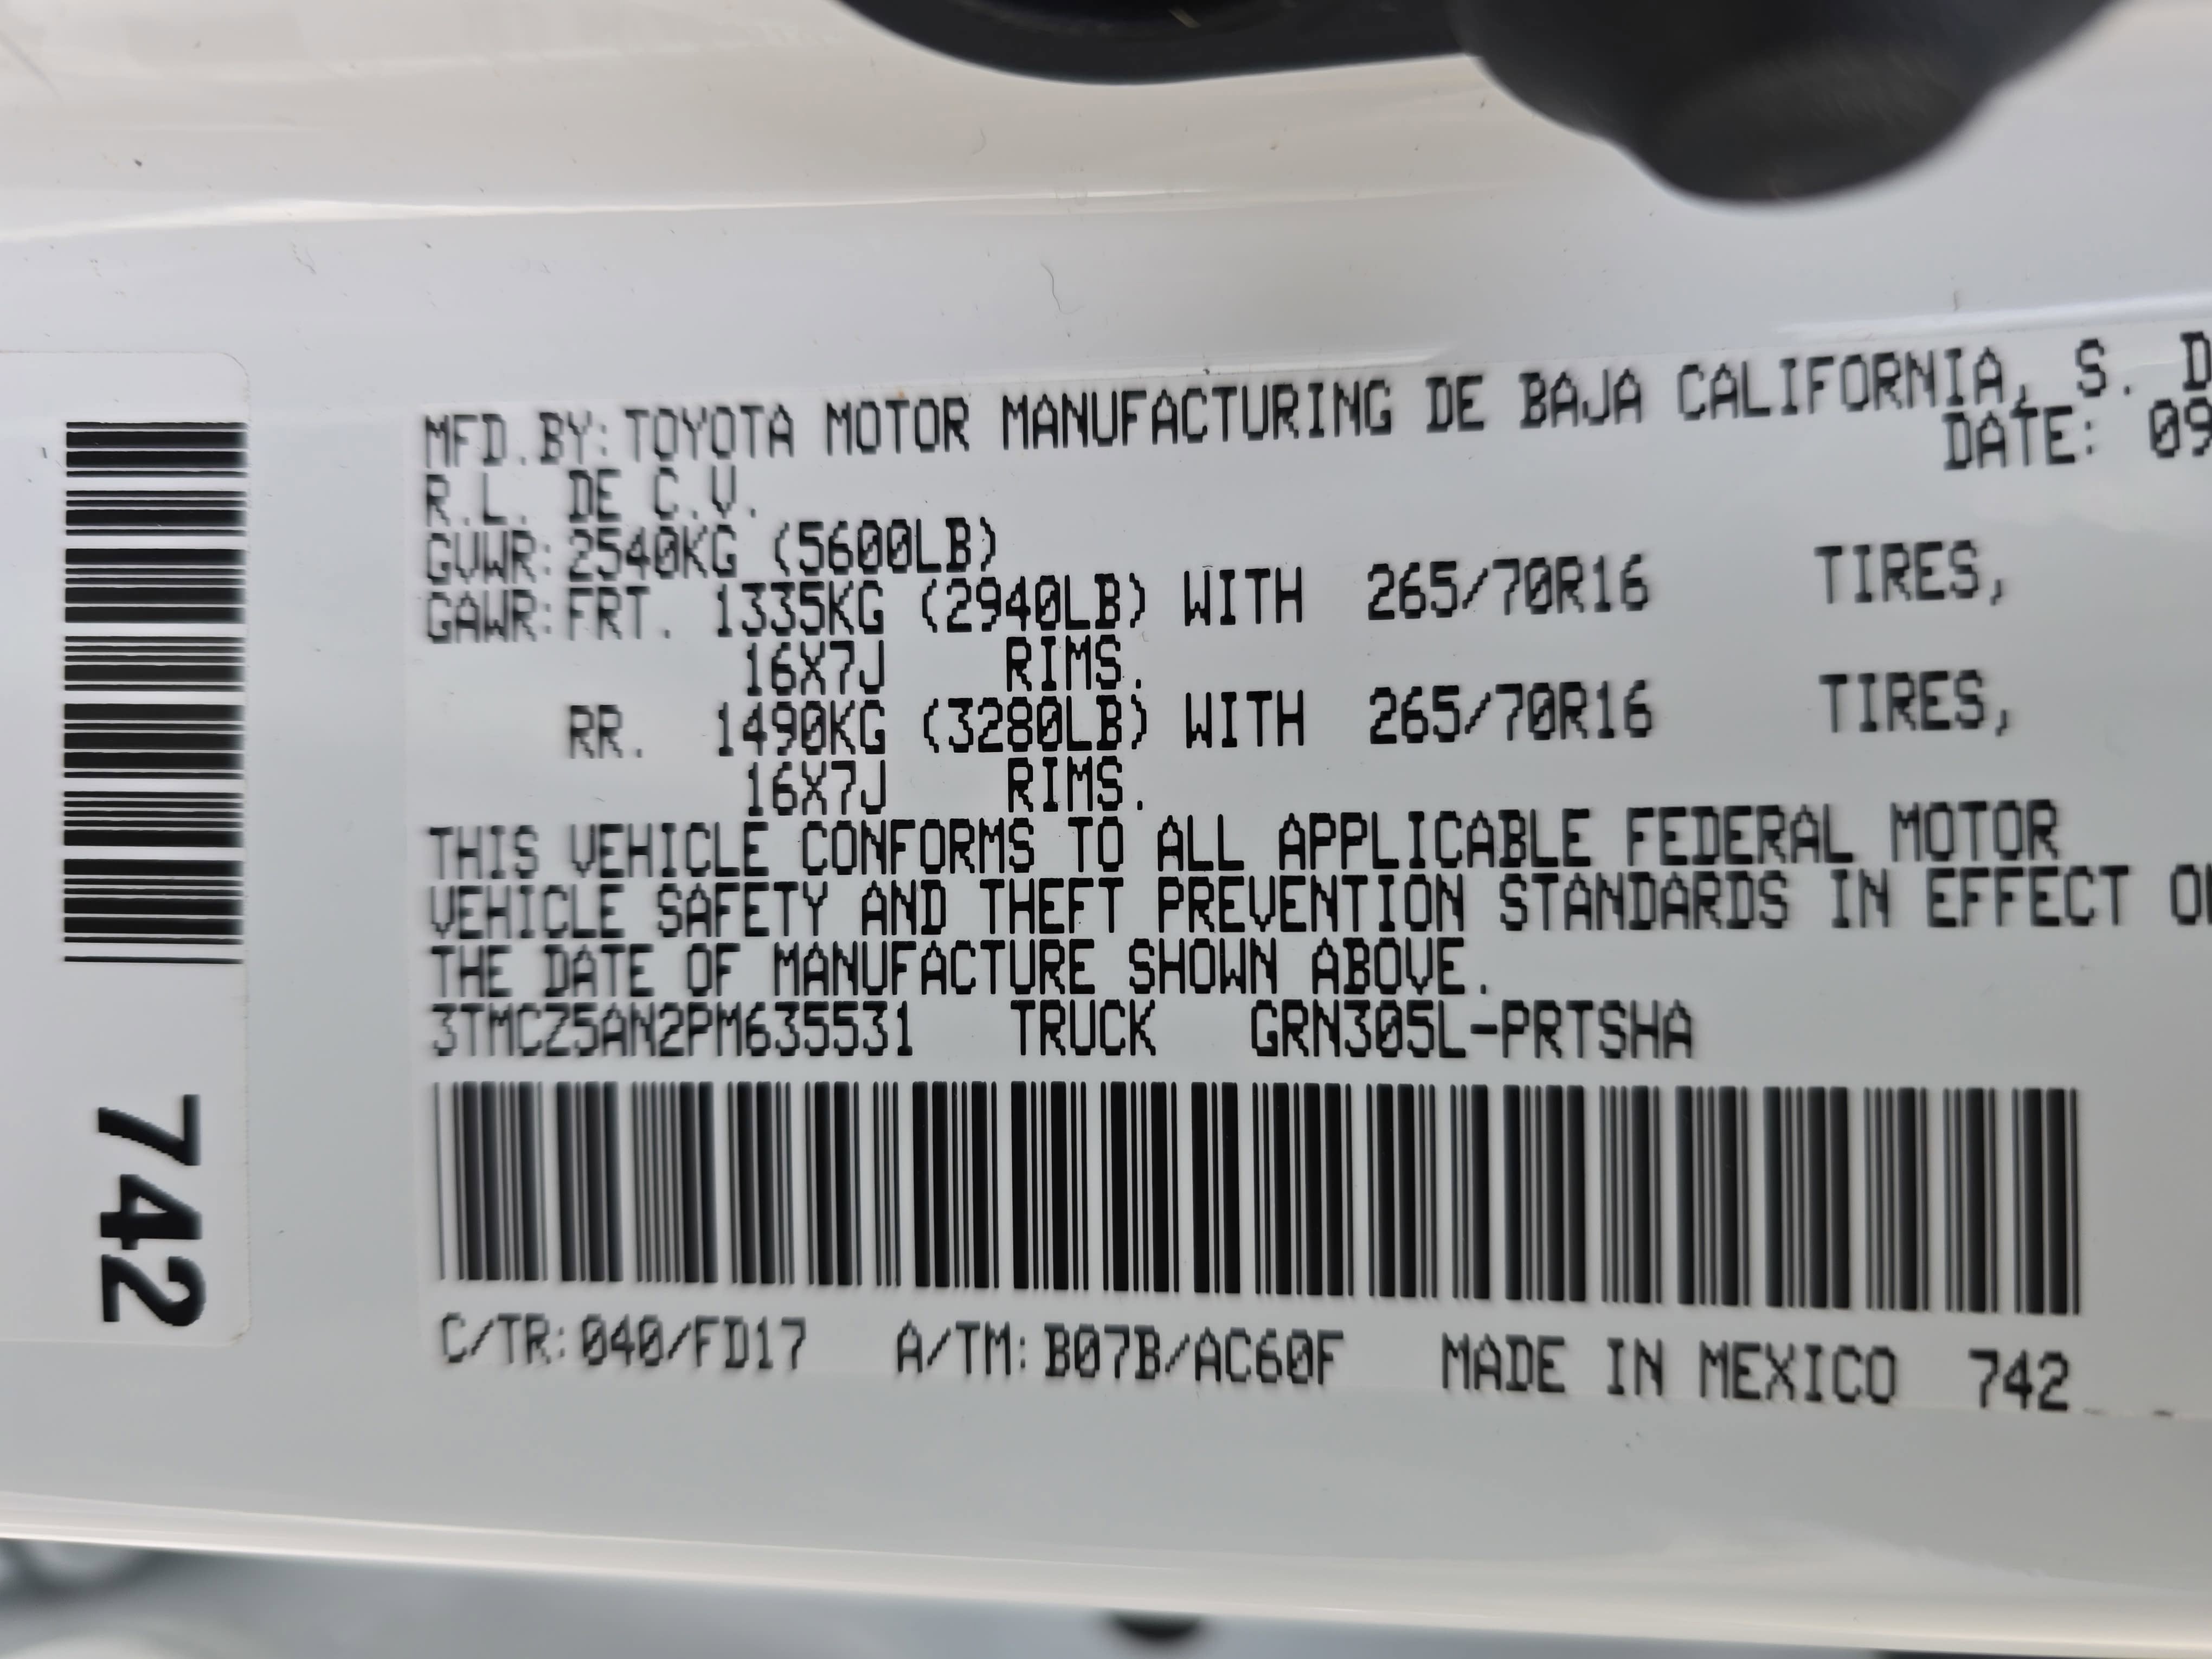 MFD.BY:TOYOTA MOTOR MANUFACTURING DE BAJA CALIFORNIA, S. D
R.L. DE C.V. DATE: 09
GVWR:2540KG (5600LB)
GAWR:FRT. 1335KG (2940LB) WITH 265/70R16 TIRES,
16X7J RIMS.
RR. 1490KG (3280LB) WITH 265/70R16 TIRES,
16X7J RIMS.
THIS VEHICLE CONFORMS TO ALL APPLICABLE FEDERAL MOTOR
VEHICLE SAFETY AND THEFT PREVENTION STANDARDS IN EFFECT
THE DATE OF MANUFACTURE SHOWN ABOVE.
3TMCZ5AN2PM635531 TRUCK GRN305L-PRTSHA
C/TR:040/FD17 A/TM:B07B/AC60F MADE IN MEXICO 742
742